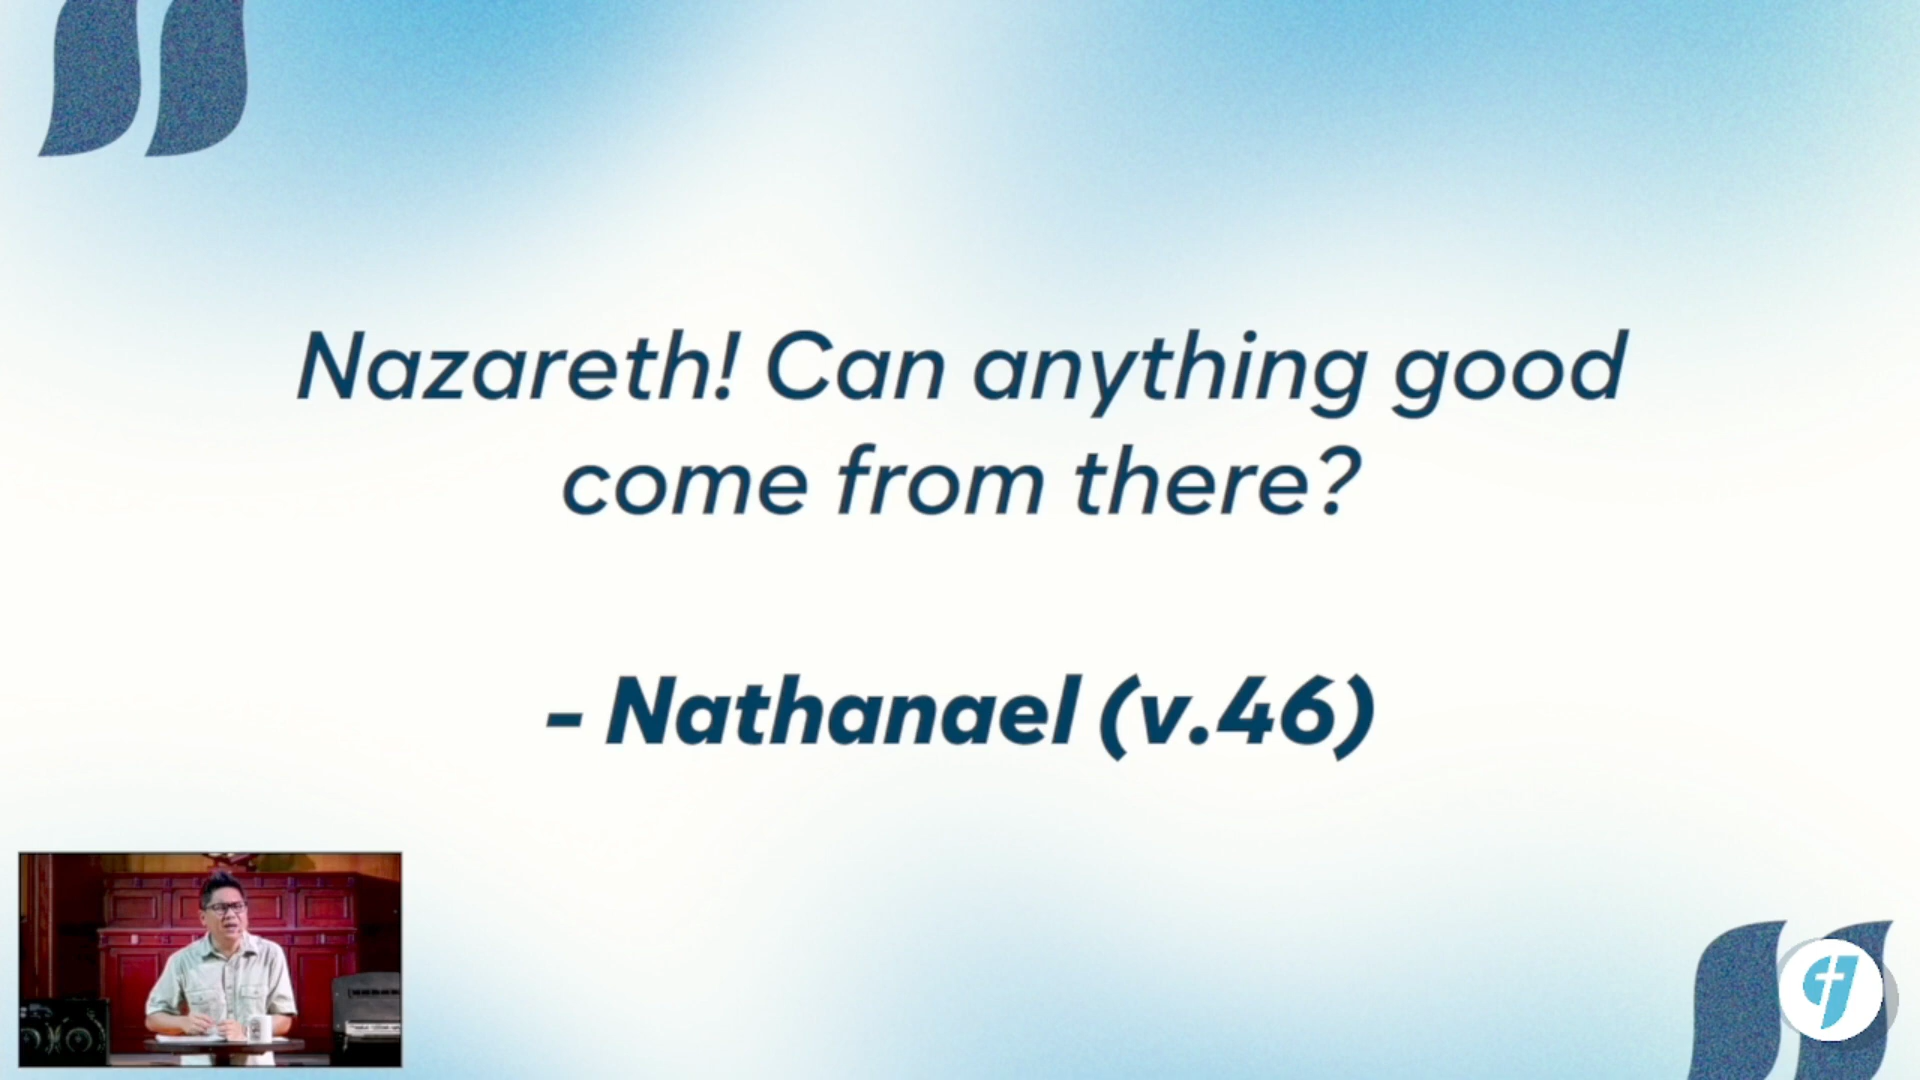 Nazareth! Can anything good
come from there?
- Nathanael (v.46)